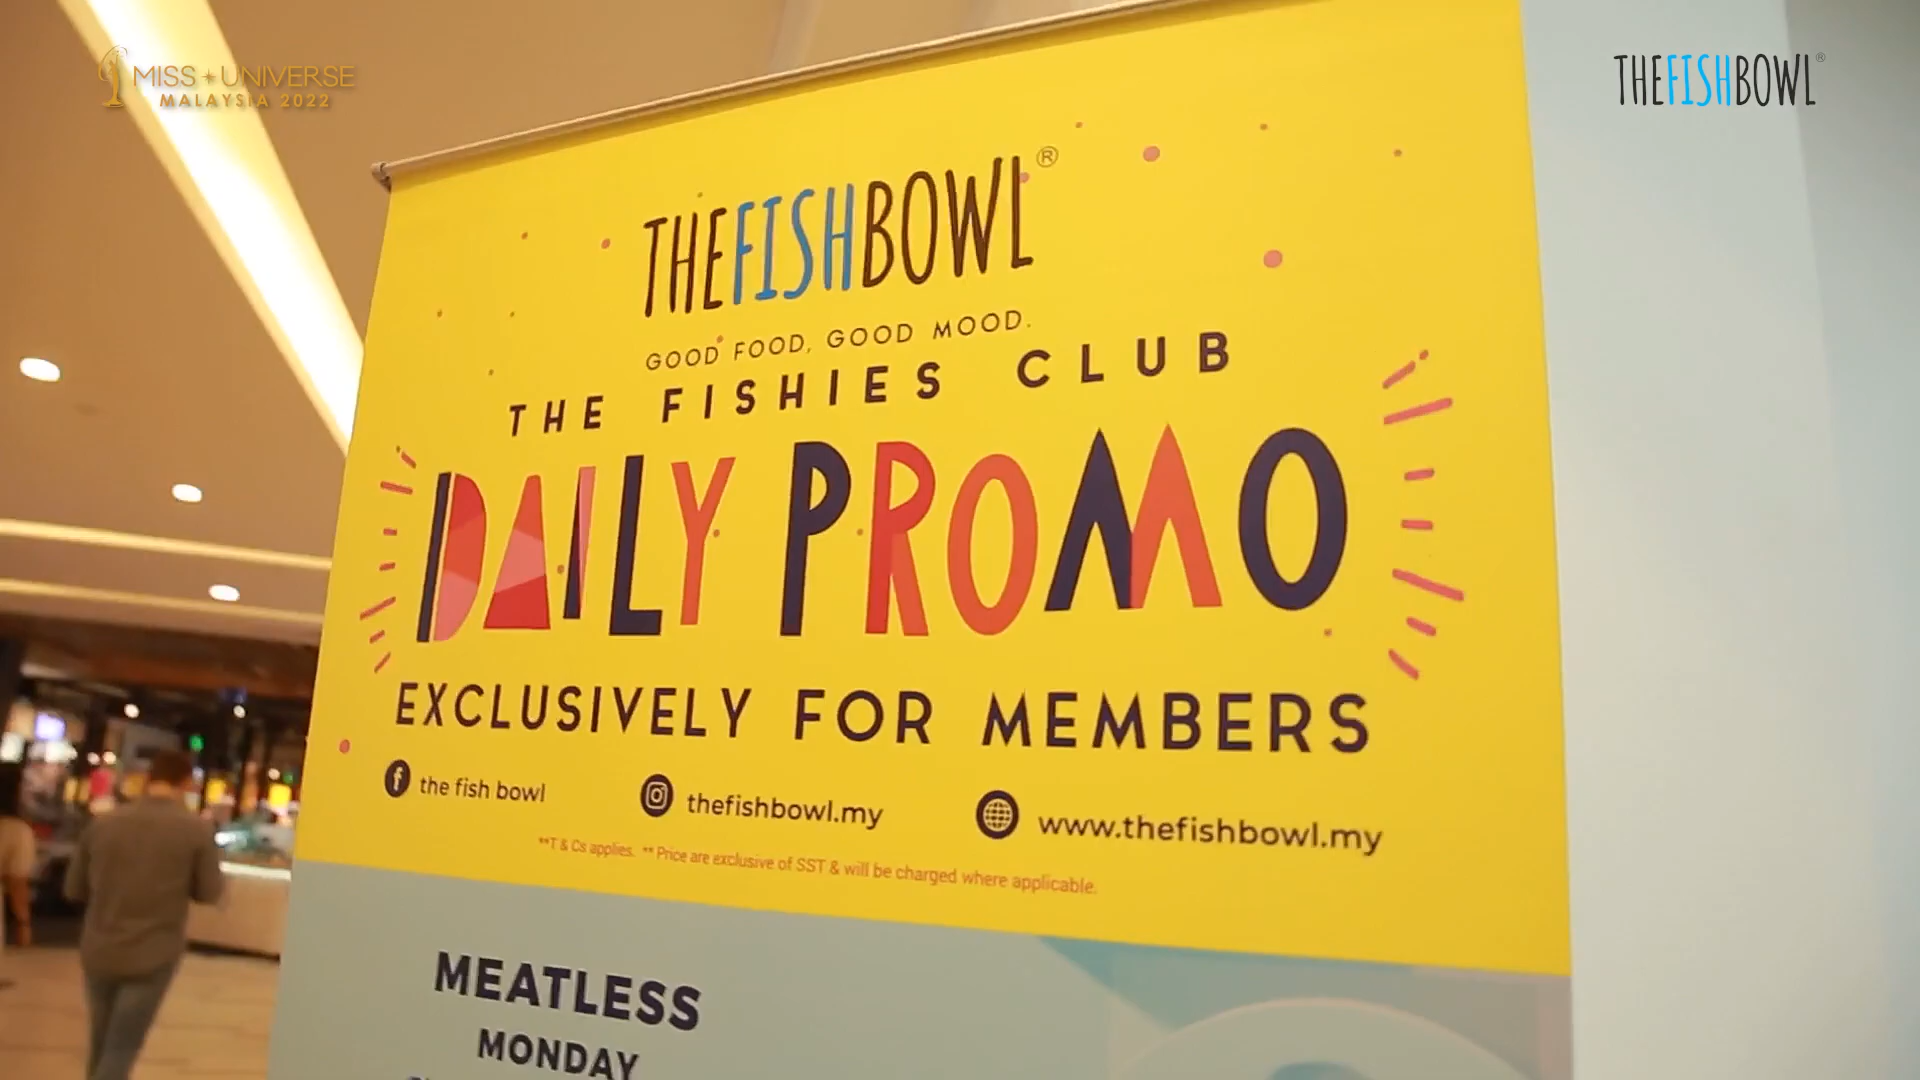 MISS UNIVERSE
MALAYSIA 2022
THEFISHBOWL®
THEFISHBOWL®
GOOD FOOD, GOOD MOOD.
THE FISHIES CLUB
DAILY PROMO
EXCLUSIVELY FOR MEMBERS
the fish bowl
thefishbowl.my
www.thefishbowl.my
**T & Cs applies. ** Price are exclusive of SST & will be charged where applicable.
MEATLESS
MONDAY